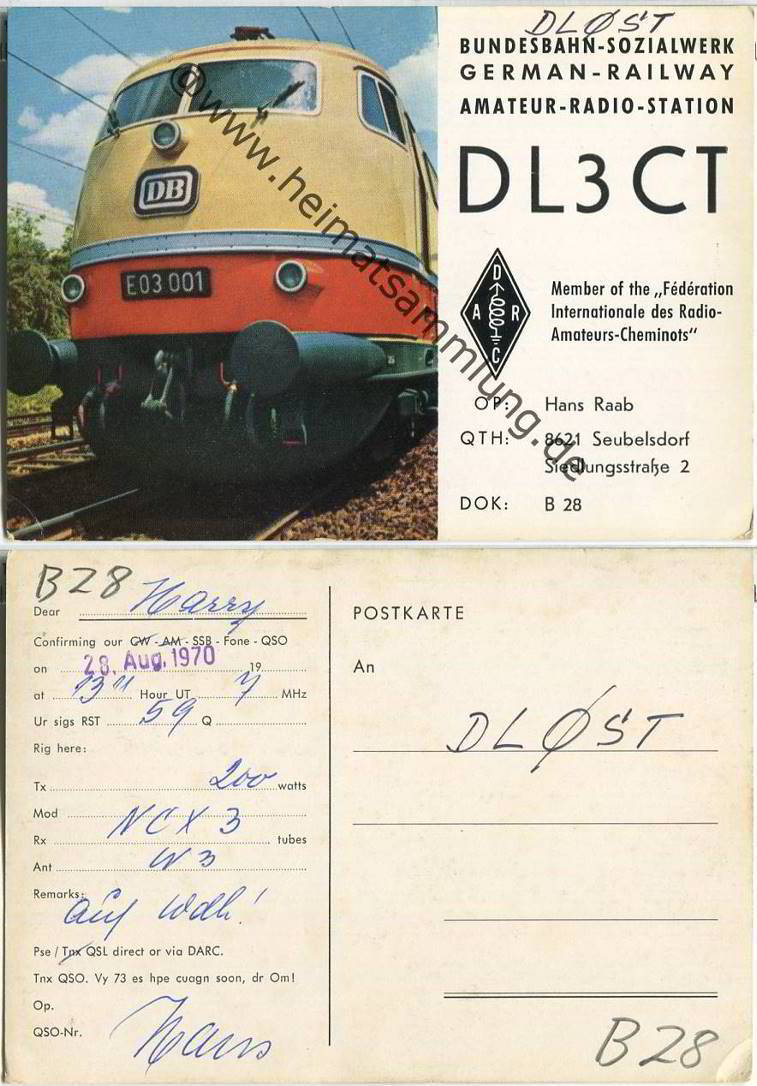 DLØST
BUNDESBAHN-SOZIALWERK
GERMAN-RAILWAY
AMATEUR-RADIO-STATION
DL3CT
DB
E03 001
D
A R
C
Member of the „Fédération
Internationale des Radio-
Amateurs-Cheminots“
OP: Hans Raab
QTH: 8621 Seubelsdorf
Siedlungsstraße 2
DOK: B 28
@www.heimatsammlung.de
B28
Dear Harry
Confirming our CW - AM - SSB - Fone - QSO
on 28. Aug. 1970 19
at 13 11 Hour UT 7 MHz
Ur sigs RST 59 Q
Rig here:
Tx 200 watts
Mod
Rx NCX 3 tubes
Ant W3
Remarks: auf Wdh!
Pse / Tnx QSL direct or via DARC.
Tnx QSO. Vy 73 es hpe cuagn soon, dr Om!
Op. Hans
QSO-Nr.
POSTKARTE
An
DLØST
B28